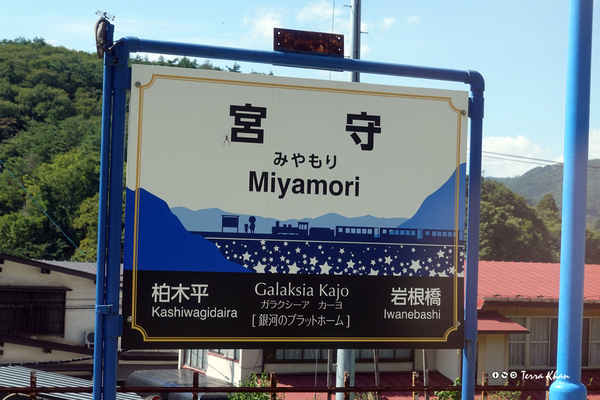 宮守
みやもり
Miyamori
Galaksia Kajo
ガラクシーア カーヨ
[銀河のプラットホーム]
柏木平
Kashiwagidaira
岩根橋
Iwanebashi
Terra Khan